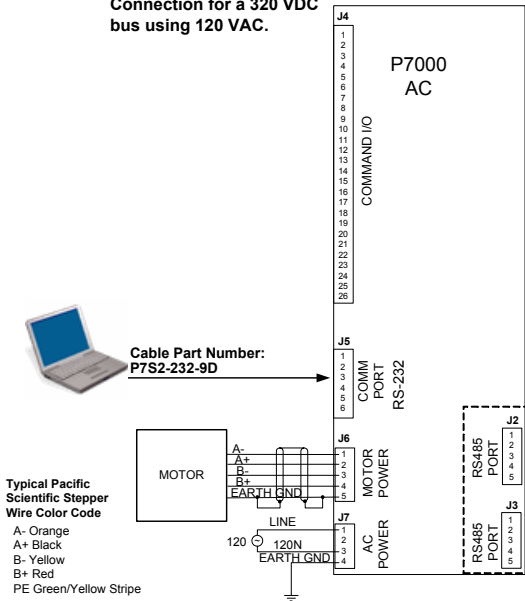 Connection for a 320 VDC
bus using 120 VAC.
J4
1
2
3
4
5
6
7
8
9
10
11
12
13
14
15
16
17
18
19
20
21
22
23
24
25
26
COMMAND I/O
P7000
AC
Cable Part Number:
P7S2-232-9D
J5
1
2
3
4
5
6
COMM
PORT
RS-232
J6
1
2
3
4
5
MOTOR
POWER
MOTOR
A-
A+
B-
B+
EARTH GND
J7
1
2
3
4
AC
POWER
LINE
120
120N
EARTH GND
J2
1
2
3
4
5
RS485
PORT
J3
1
2
3
4
5
RS485
PORT
Typical Pacific
Scientific Stepper
Wire Color Code
A- Orange
A+ Black
B- Yellow
B+ Red
PE Green/Yellow Stripe